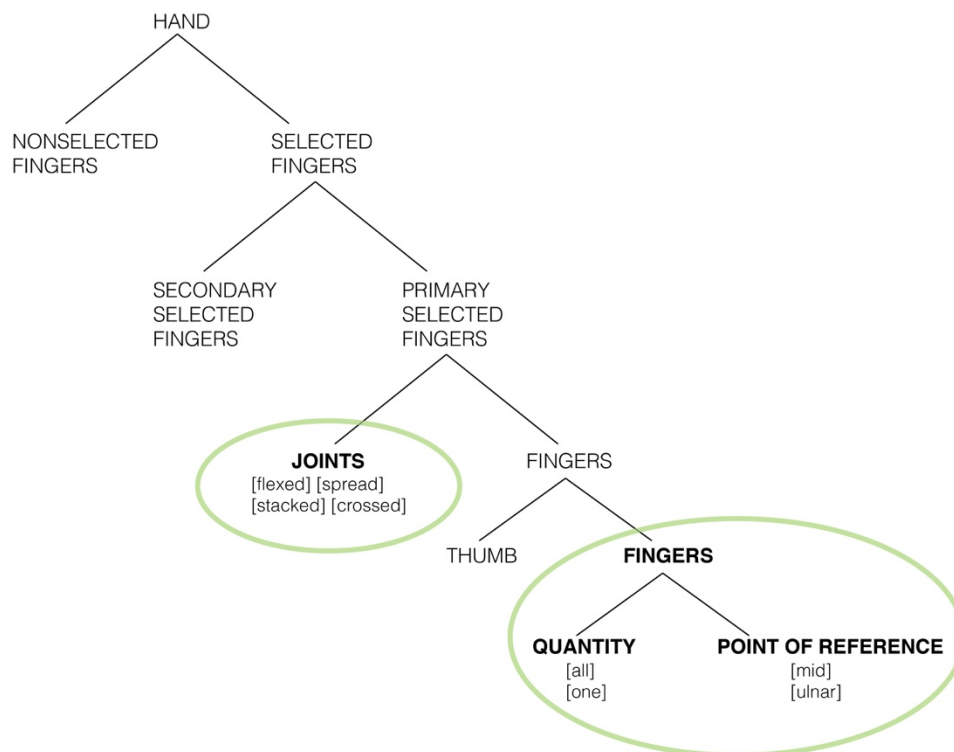 HAND
NONSELECTED
FINGERS
SELECTED
FINGERS
SECONDARY
SELECTED
FINGERS
PRIMARY
SELECTED
FINGERS
JOINTS
[flexed] [spread]
[stacked] [crossed]
FINGERS
THUMB
FINGERS
QUANTITY
[all]
[one]
POINT OF REFERENCE
[mid]
[ulnar]